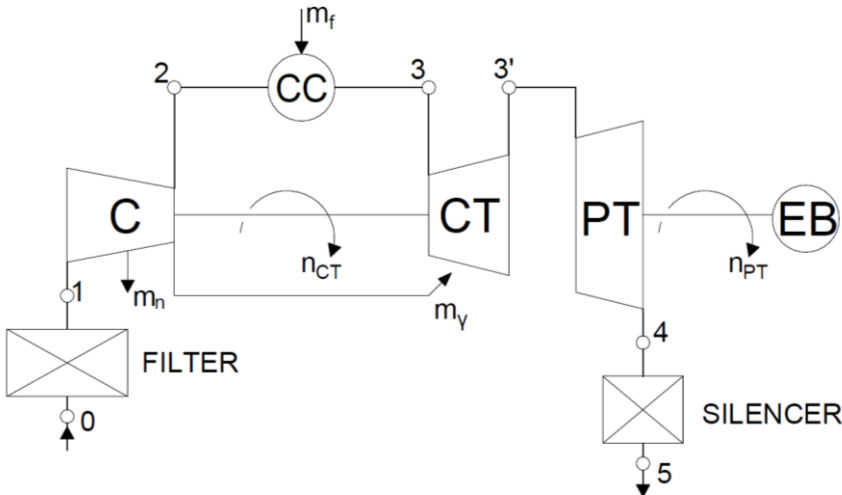 m_f
2
CC
3
3'
C
CT
PT
EB
n_CT
n_PT
1
m_n
m_γ
4
FILTER
0
SILENCER
5